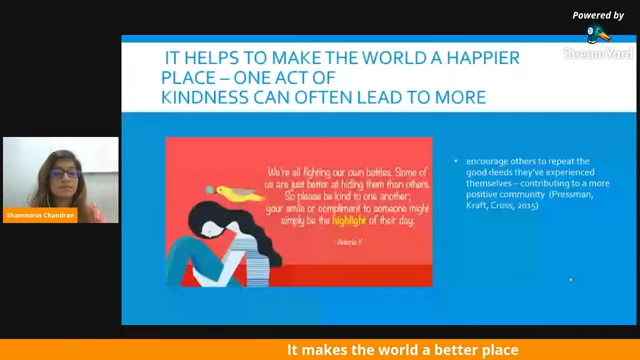 Powered by
StreamYard
IT HELPS TO MAKE THE WORLD A HAPPIER
PLACE – ONE ACT OF
KINDNESS CAN OFTEN LEAD TO MORE
We're all fighting our own battles. Some of
us are just better at hiding them than others.
So please be kind to one another;
your smile or compliment to someone might
simply be the highlight of their day.
- Antonia Y.
• encourage others to repeat the
good deeds they've experienced
themselves – contributing to a more
positive community (Pressman,
Kraft, Cross, 2015)
Shaminiros Chandran
It makes the world a better place